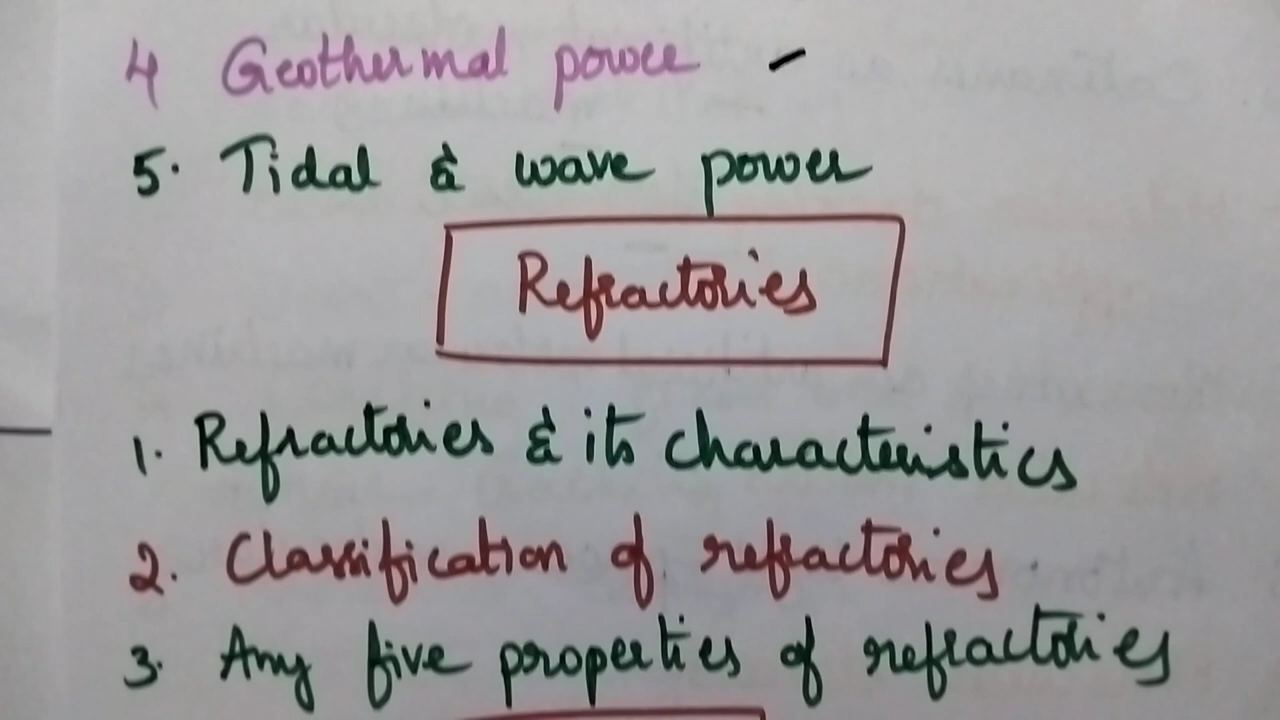 4 Geothermal power -
5. Tidal & wave power
Refractories
1. Refractories & its characteristics
2. Classification of refractories.
3. Any five properties of refractories